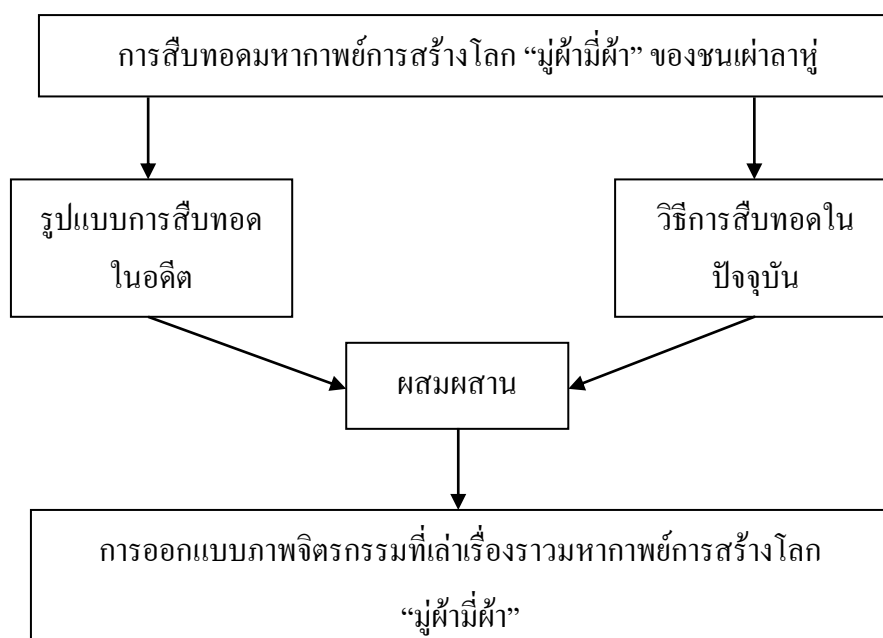 การสืบทอดมหากาพย์การสร้างโลก “มู่ผ้ามี่ผ้า” ของชนเผ่าลาหู่
รูปแบบการสืบทอด
ในอดีต
วิธีการสืบทอดใน
ปัจจุบัน
ผสมผสาน
การออกแบบภาพจิตรกรรมที่เล่าเรื่องราวมหากาพย์การสร้างโลก
“มู่ผ้ามี่ผ้า”